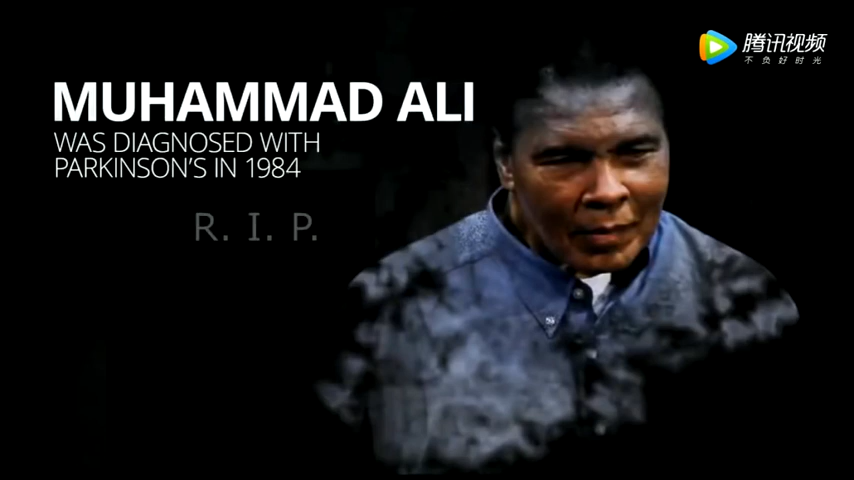 腾讯视频
不负好时光
MUHAMMAD ALI
WAS DIAGNOSED WITH
PARKINSON'S IN 1984
R. I. P.